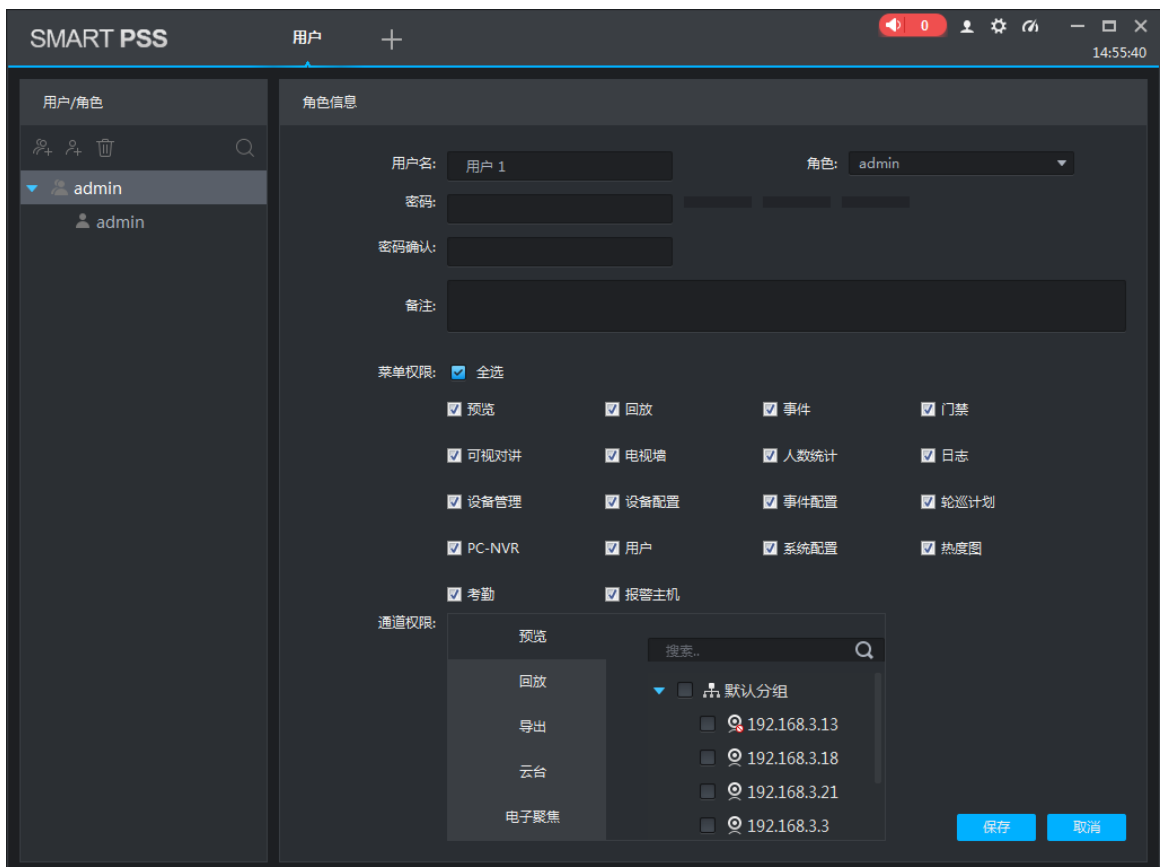 SMART PSS
用户
0
14:55:40
用户/角色
admin
admin
角色信息
用户名: 用户 1
角色: admin
密码:
密码确认:
备注:
菜单权限: 全选
预览 回放 事件 门禁
可视对讲 电视墙 人数统计 日志
设备管理 设备配置 事件配置 轮巡计划
PC-NVR 用户 系统配置 热度图
考勤 报警主机
通道权限:
预览
回放
导出
云台
电子聚焦
搜索..
默认分组
192.168.3.13
192.168.3.18
192.168.3.21
192.168.3.3
保存 取消